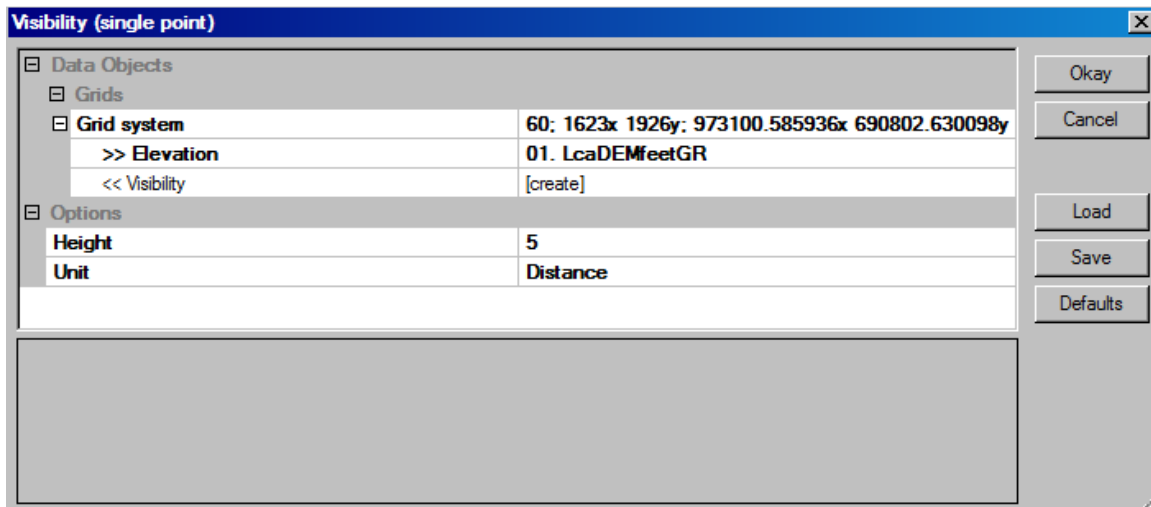 Visibility (single point)
Data Objects
Grids
Grid system 60; 1623x 1926y; 973100.585936x 690802.630098y
>> Elevation 01. LcaDEMfeetGR
<< Visibility [create]
Options
Height 5
Unit Distance
Okay
Cancel
Load
Save
Defaults